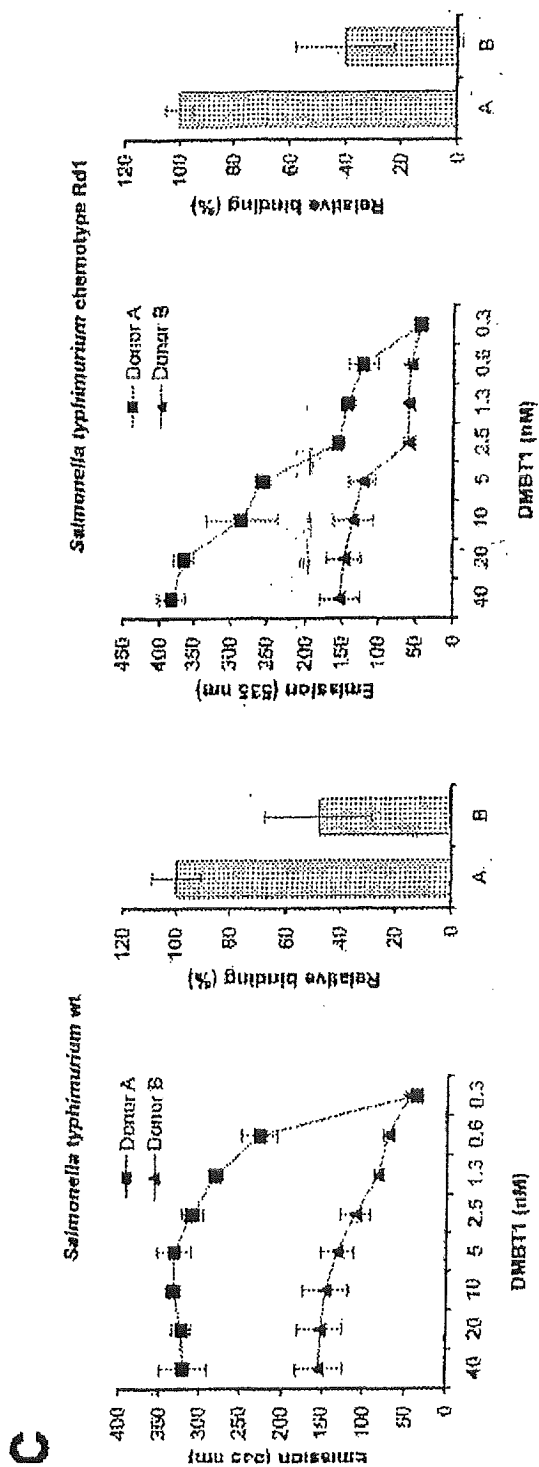 C
Salmonella typhimurium wt
Donor A
Donor B
400
350
300
250
200
150
100
50
0
Emission (535 nm)
40 20 10 5 2.5 1.3 0.6 0.3
DMBT1 (nM)
120
100
80
60
40
20
0
Relative binding (%)
A B
Salmonella typhimurium chemotype Rd1
Donor A
Donor B
450
400
350
300
250
200
150
100
50
0
Emission (535 nm)
40 20 10 5 2.5 1.3 0.6 0.3
DMBT1 (nM)
120
100
80
60
40
20
0
Relative binding (%)
A B